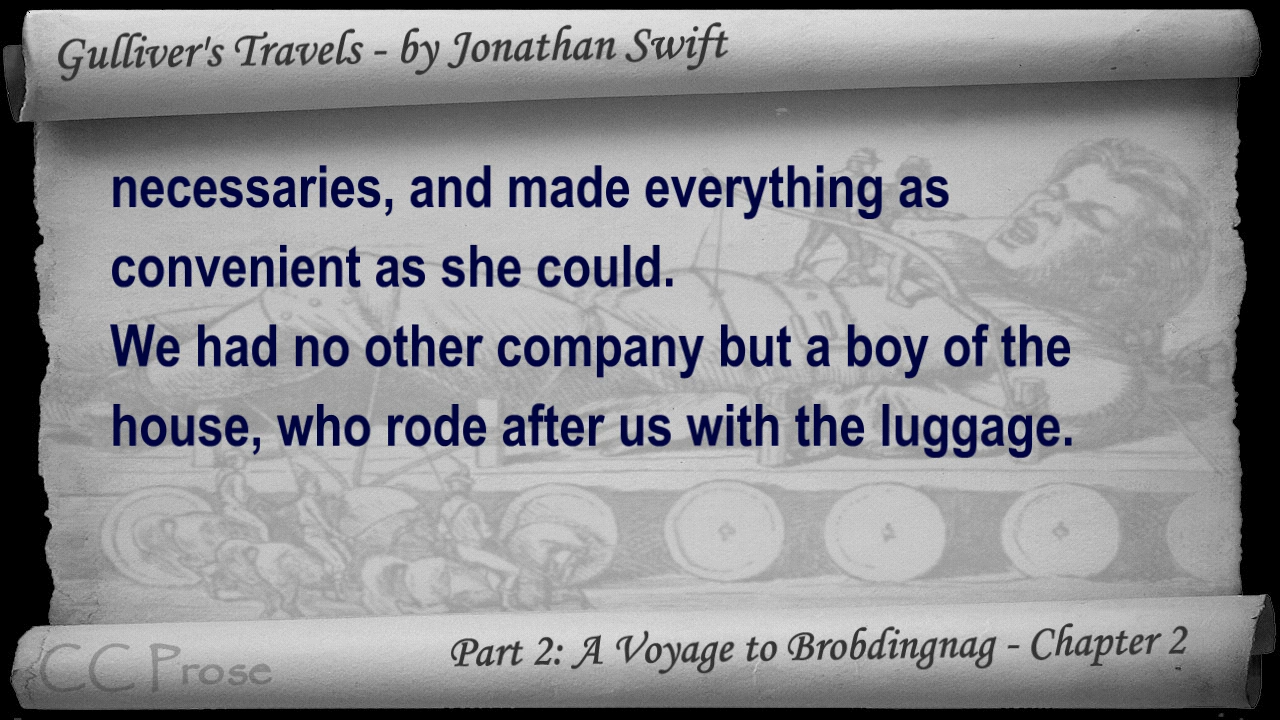 Gulliver's Travels - by Jonathan Swift
necessaries, and made everything as
convenient as she could.
We had no other company but a boy of the
house, who rode after us with the luggage.
Part 2: A Voyage to Brobdingnag - Chapter 2
CC Prose